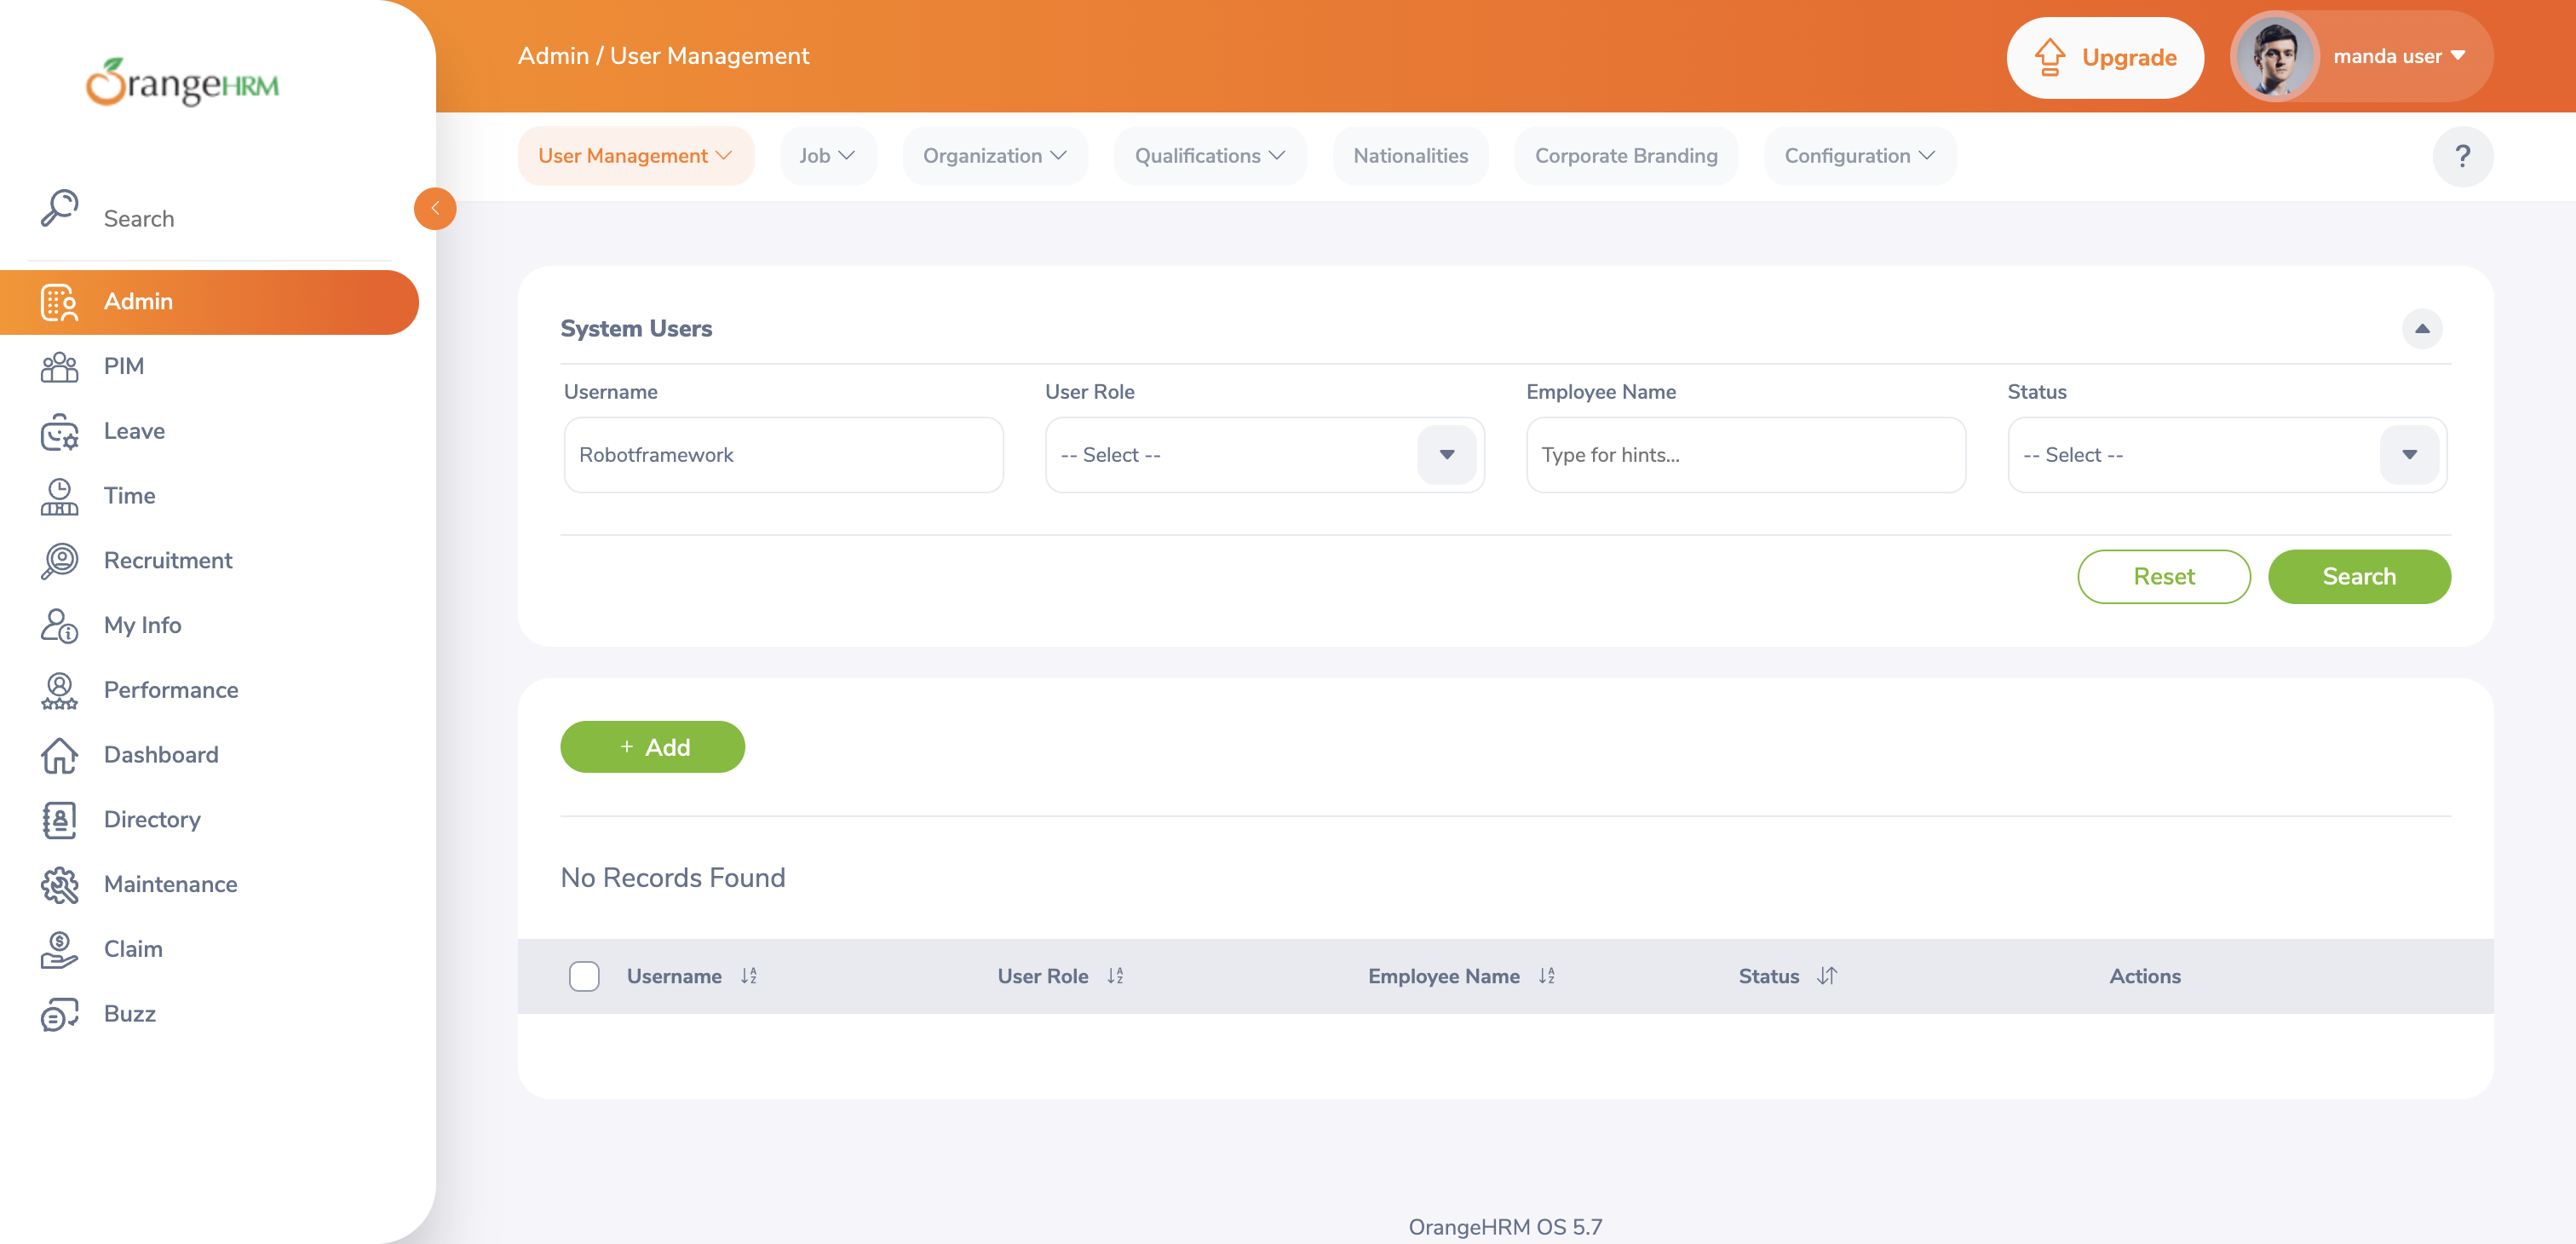 OrangeHRM
Admin / User Management
Upgrade
manda user
User Management
Job
Organization
Qualifications
Nationalities
Corporate Branding
Configuration
?
Search
Admin
PIM
Leave
Time
Recruitment
My Info
Performance
Dashboard
Directory
Maintenance
Claim
Buzz
System Users
Username
User Role
Employee Name
Status
Robotframework
-- Select --
Type for hints...
-- Select --
Reset
Search
+ Add
No Records Found
Username
User Role
Employee Name
Status
Actions
OrangeHRM OS 5.7